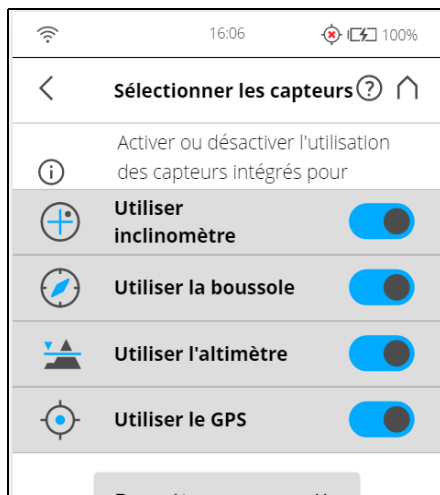 16:06
100%
Sélectionner les capteurs
Activer ou désactiver l'utilisation
des capteurs intégrés pour
Utiliser
inclinomètre
Utiliser la boussole
Utiliser l'altimètre
Utiliser le GPS